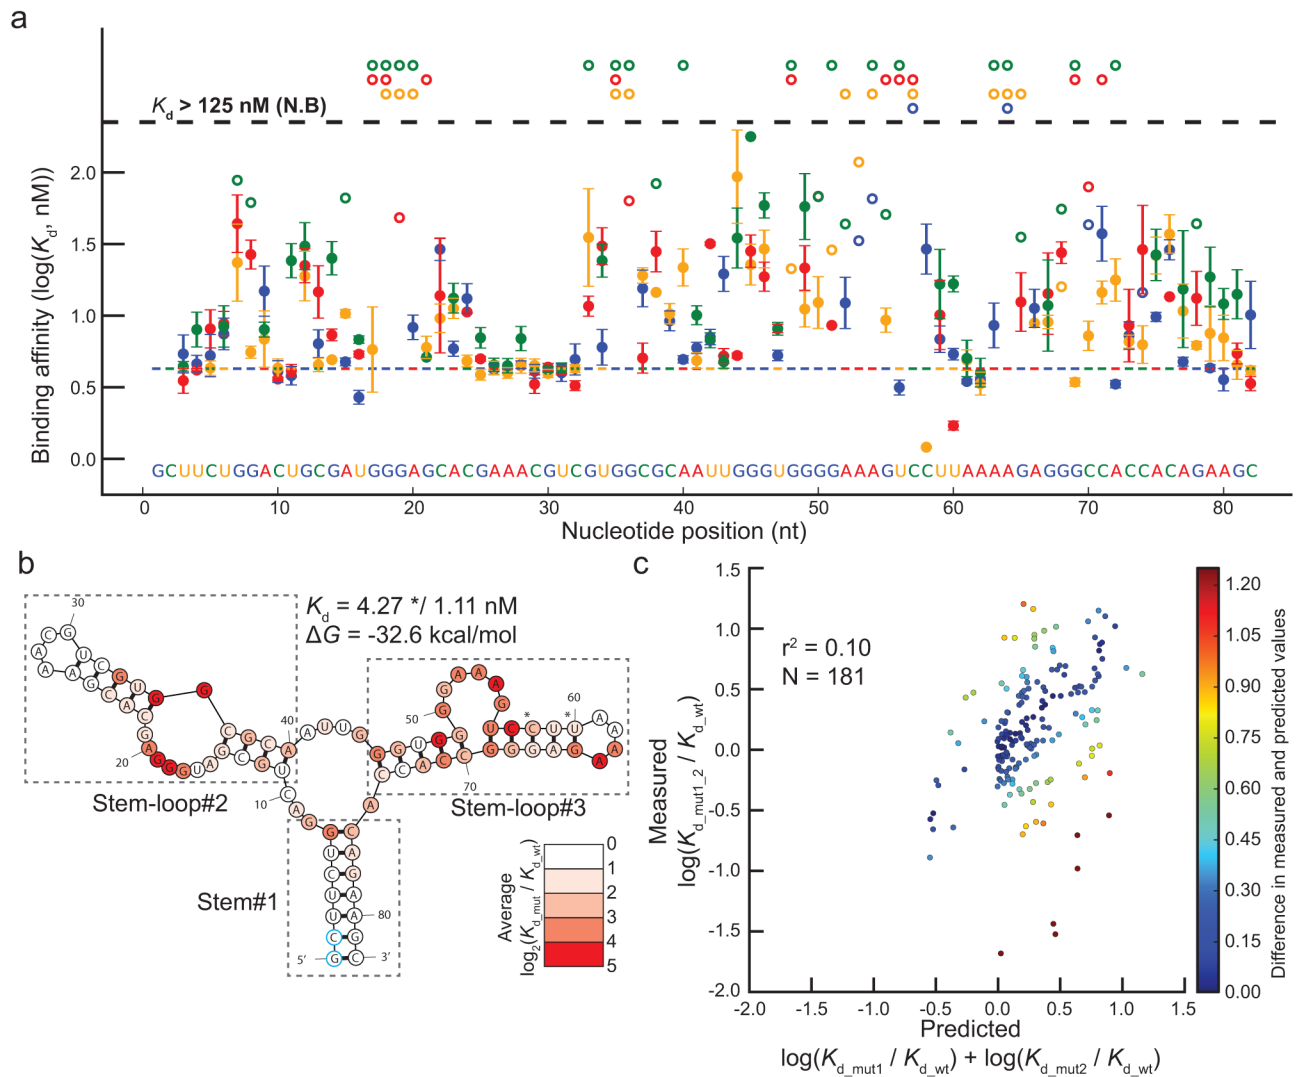 a
Kd > 125 nM (N.B)
Binding affinity (log(Kd, nM))
2.0
1.5
1.0
0.5
0.0
GCUUCUGGACUGCGAUGGGAGCACGAAACGUCGUGGCGCAAUUGGGUGGGGAAAGUCCUUAAAAGAGGGCCACCACAGAAGC
0 10 20 30 40 50 60 70 80
Nucleotide position (nt)
b
Kd = 4.27 */ 1.11 nM
ΔG = -32.6 kcal/mol
30
20
10
40
50
60
70
80
* *
5'
3'
Stem-loop#2
Stem-loop#3
Stem#1
Average
log2(Kd_mut / Kd_wt)
0
1
2
3
4
5
c
r2 = 0.10
N = 181
Measured
log(Kd_mut1_2 / Kd_wt)
1.5
1.0
0.5
0.0
-0.5
-1.0
-1.5
-2.0
-2.0 -1.5 -1.0 -0.5 0.0 0.5 1.0 1.5
Predicted
log(Kd_mut1 / Kd_wt) + log(Kd_mut2 / Kd_wt)
1.20
1.05
0.90
0.75
0.60
0.45
0.30
0.15
0.00
Difference in measured and predicted values